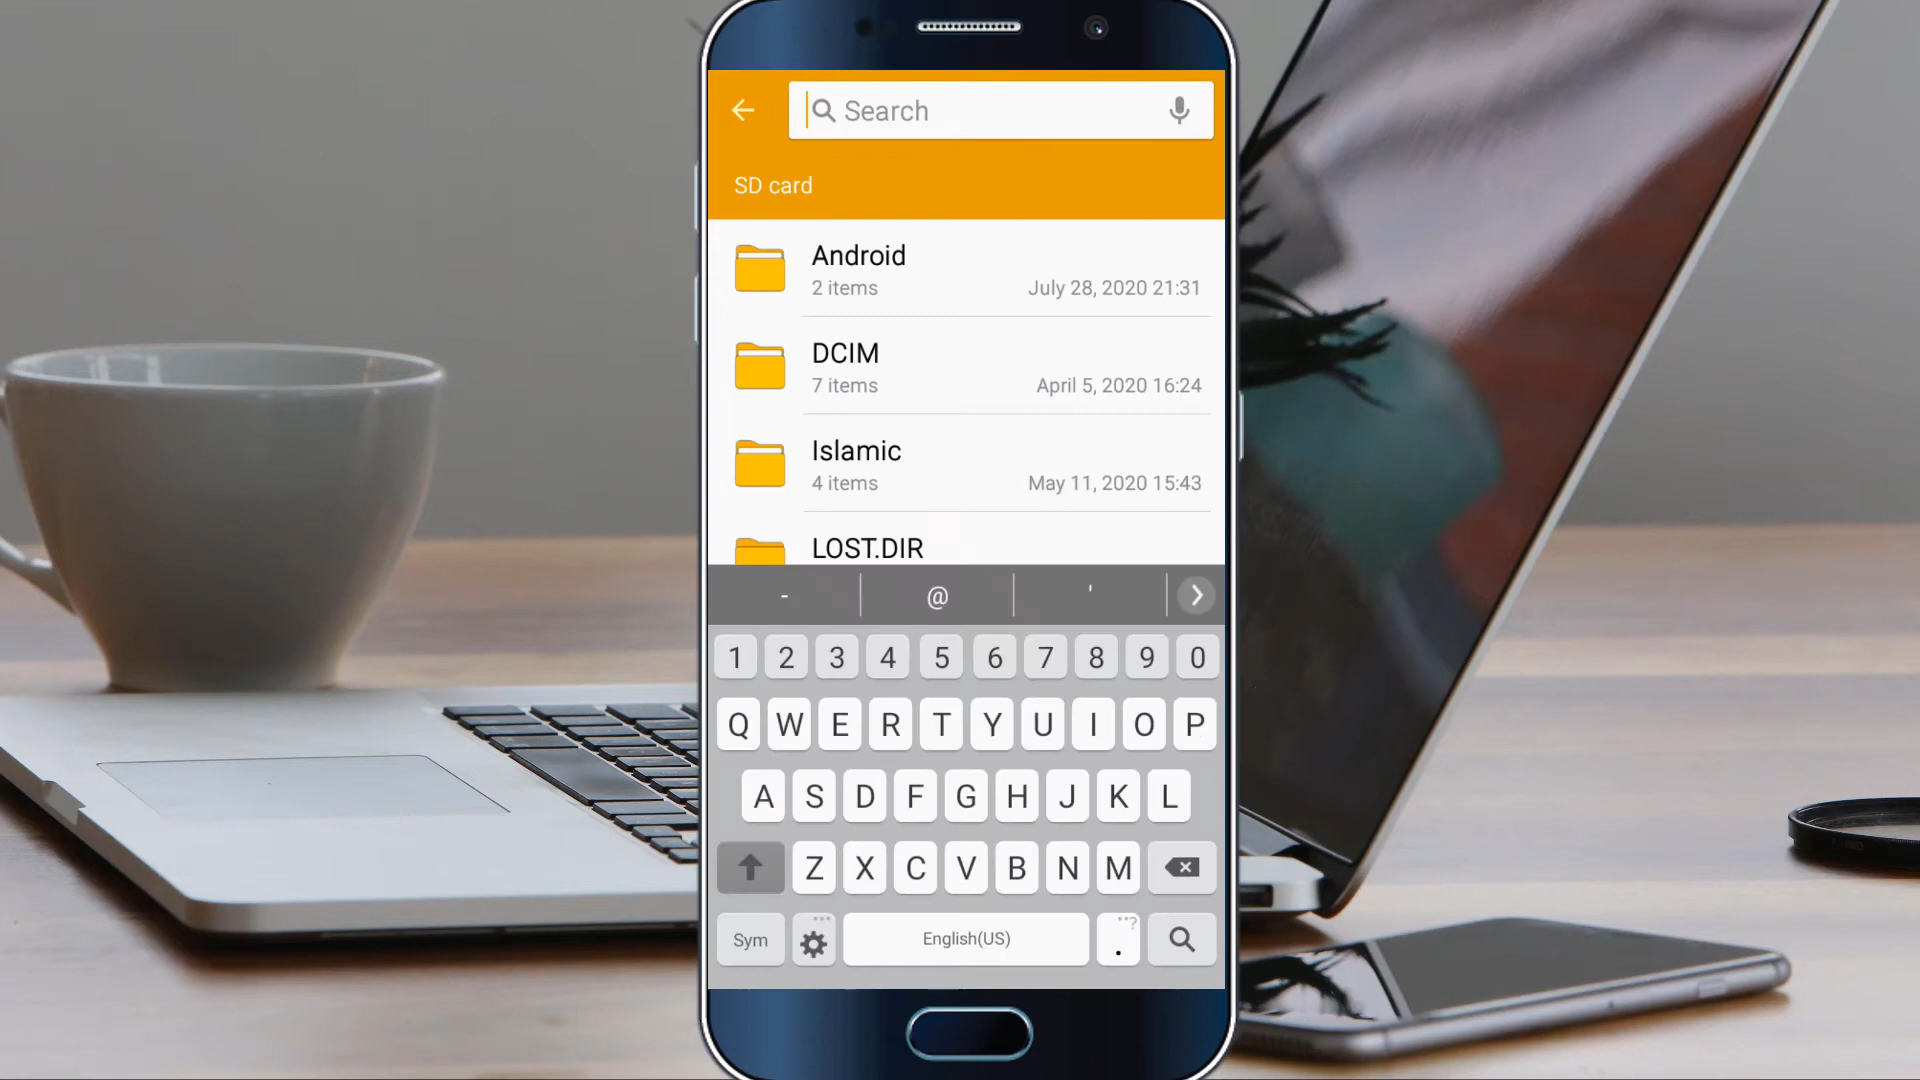 Search
SD card
Android
2 items July 28, 2020 21:31
DCIM
7 items April 5, 2020 16:24
Islamic
4 items May 11, 2020 15:43
LOST.DIR
- @ '
1 2 3 4 5 6 7 8 9 0
Q W E R T Y U I O P
A S D F G H J K L
Z X C V B N M
Sym English(US) . ?